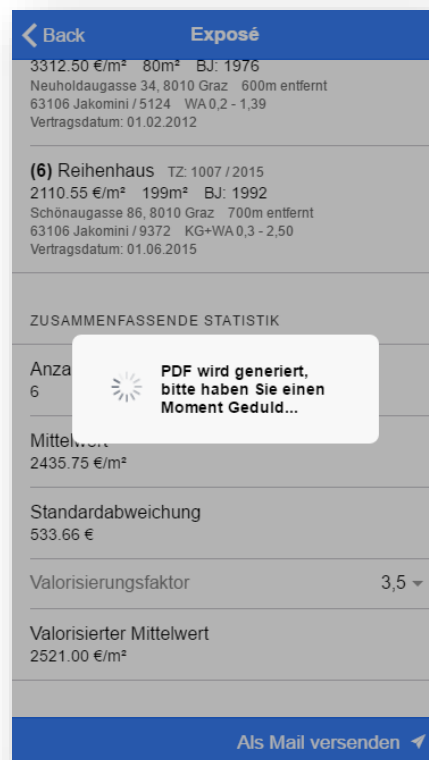 Back Exposé
3312.50 €/m² 80m² BJ: 1976
Neuholdaugasse 34, 8010 Graz 600m entfernt
63106 Jakomini / 5124 WA 0,2 - 1,39
Vertragsdatum: 01.02.2012
(6) Reihenhaus TZ: 1007 / 2015
2110.55 €/m² 199m² BJ: 1992
Schönaugasse 86, 8010 Graz 700m entfernt
63106 Jakomini / 9372 KG+WA 0,3 - 2,50
Vertragsdatum: 01.06.2015
ZUSAMMENFASSENDE STATISTIK
Anza
6
PDF wird generiert,
bitte haben Sie einen
Moment Geduld...
Mittelwert
2435.75 €/m²
Standardabweichung
533.66 €
Valorisierungsfaktor 3,5
Valorisierter Mittelwert
2521.00 €/m²
Als Mail versenden